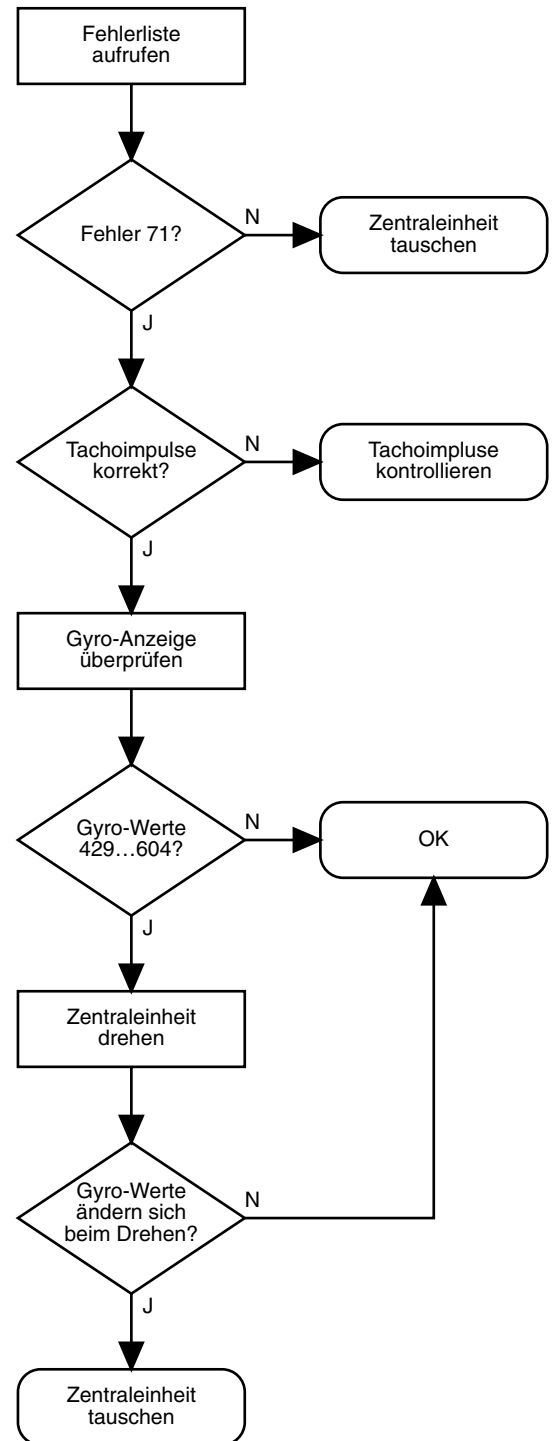 Fehlerliste
aufrufen
Fehler 71?
N
Zentraleinheit
tauschen
J
Tachoimpulse
korrekt?
N
Tachoimpluse
kontrollieren
J
Gyro-Anzeige
überprüfen
Gyro-Werte
429…604?
N
OK
J
Zentraleinheit
drehen
Gyro-Werte
ändern sich
beim Drehen?
N
J
Zentraleinheit
tauschen